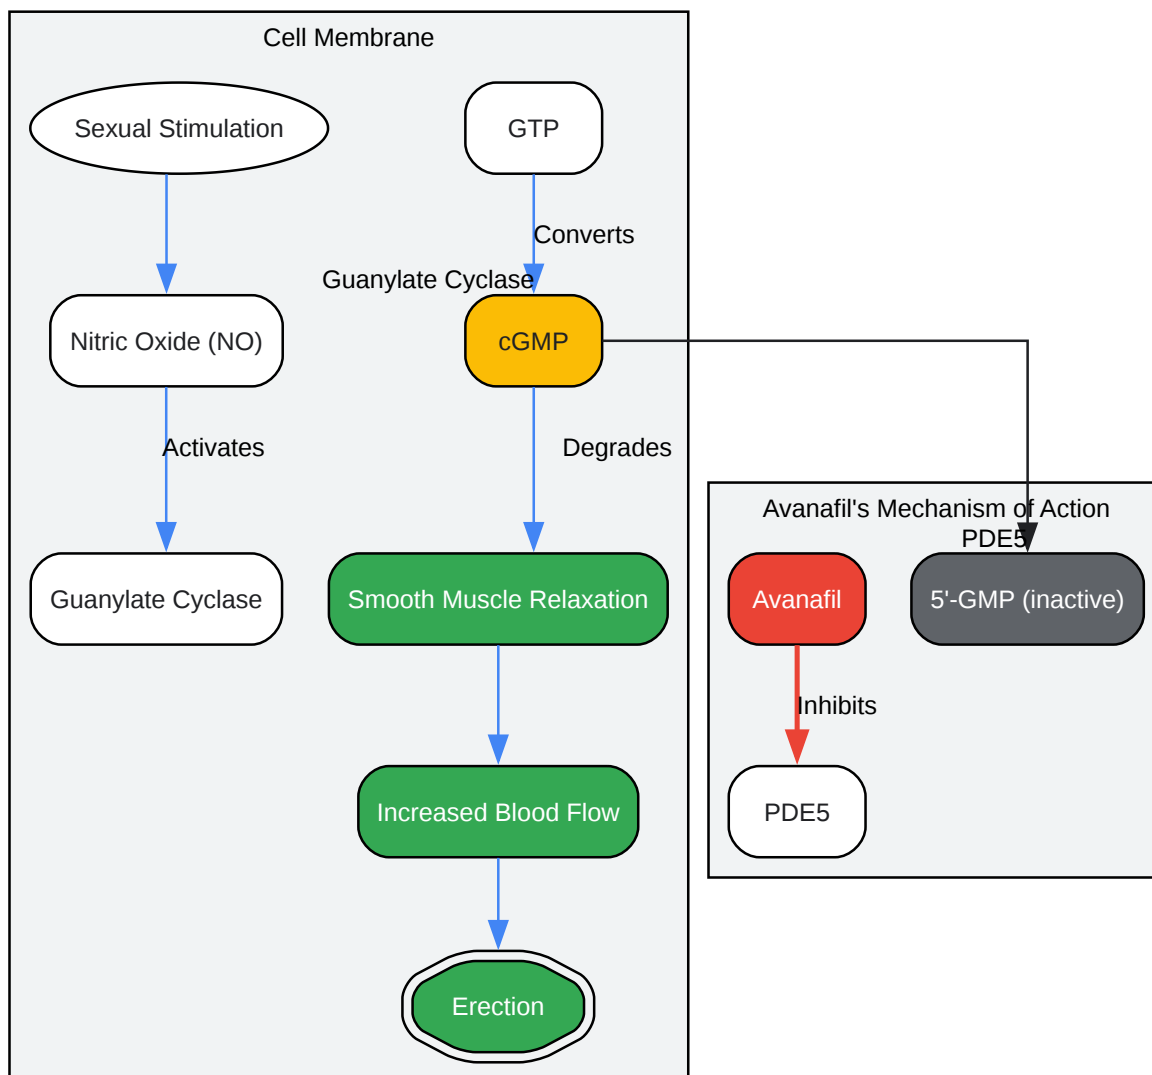 Cell Membrane
Sexual Stimulation
GTP
Converts
Guanylate Cyclase
Nitric Oxide (NO)
cGMP
Activates
Degrades
Avanafil's Mechanism of Action
PDE5
Guanylate Cyclase
Smooth Muscle Relaxation
Avanafil
5'-GMP (inactive)
Inhibits
Increased Blood Flow
PDE5
Erection